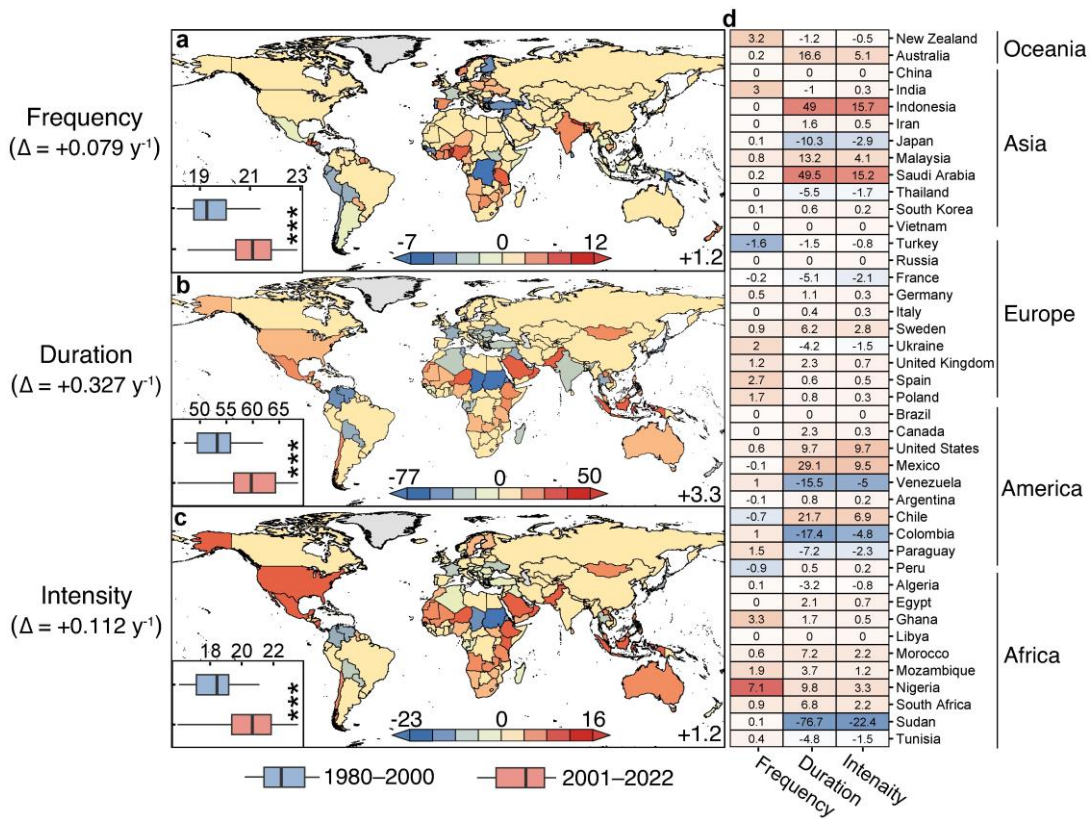 a
Frequency
(Δ = +0.079 y⁻¹)
19 21 23
***
-7 0 12
+1.2
b
Duration
(Δ = +0.327 y⁻¹)
50 55 60 65
***
-77 0 50
+3.3
c
Intensity
(Δ = +0.112 y⁻¹)
18 20 22
***
-23 0 16
+1.2
1980–2000 2001–2022
d
3.2 -1.2 -0.5 New Zealand
0.2 16.6 5.1 Australia
0 0 0 China
3 -1 0.3 India
0 49 15.7 Indonesia
0 1.6 0.5 Iran
0.1 -10.3 -2.9 Japan
0.8 13.2 4.1 Malaysia
0.2 49.5 15.2 Saudi Arabia
0 -5.5 -1.7 Thailand
0.1 0.6 0.2 South Korea
0 0 0 Vietnam
-1.6 -1.5 -0.8 Turkey
0 0 0 Russia
-0.2 -5.1 -2.1 France
0.5 1.1 0.3 Germany
0 0.4 0.3 Italy
0.9 6.2 2.8 Sweden
2 -4.2 -1.5 Ukraine
1.2 2.3 0.7 United Kingdom
2.7 0.6 0.5 Spain
1.7 0.8 0.3 Poland
0 0 0 Brazil
0 2.3 0.3 Canada
0.6 9.7 9.7 United States
-0.1 29.1 9.5 Mexico
1 -15.5 -5 Venezuela
-0.1 0.8 0.2 Argentina
-0.7 21.7 6.9 Chile
1 -17.4 -4.8 Colombia
1.5 -7.2 -2.3 Paraguay
-0.9 0.5 0.2 Peru
0.1 -3.2 -0.8 Algeria
0 2.1 0.7 Egypt
3.3 1.7 0.5 Ghana
0 0 0 Libya
0.6 7.2 2.2 Morocco
1.9 3.7 1.2 Mozambique
7.1 9.8 3.3 Nigeria
0.9 6.8 2.2 South Africa
0.1 -76.7 -22.4 Sudan
0.4 -4.8 -1.5 Tunisia
Frequency
Duration
Intenaity
Oceania
Asia
Europe
America
Africa